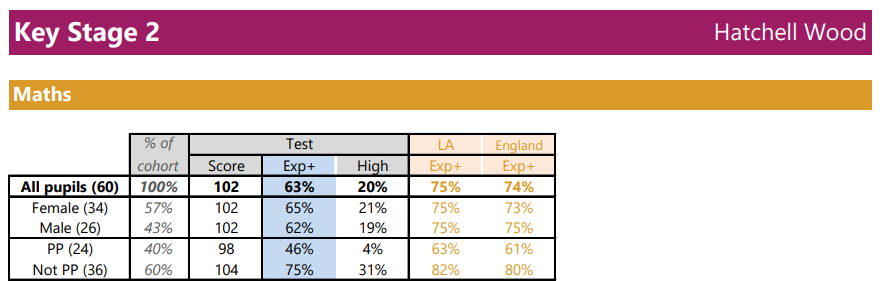 Key Stage 2 Hatchell Wood
Maths
% of Test LA England
cohort Score Exp+ High Exp+ Exp+
All pupils (60) 100% 102 63% 20% 75% 74%
Female (34) 57% 102 65% 21% 75% 73%
Male (26) 43% 102 62% 19% 75% 75%
PP (24) 40% 98 46% 4% 63% 61%
Not PP (36) 60% 104 75% 31% 82% 80%